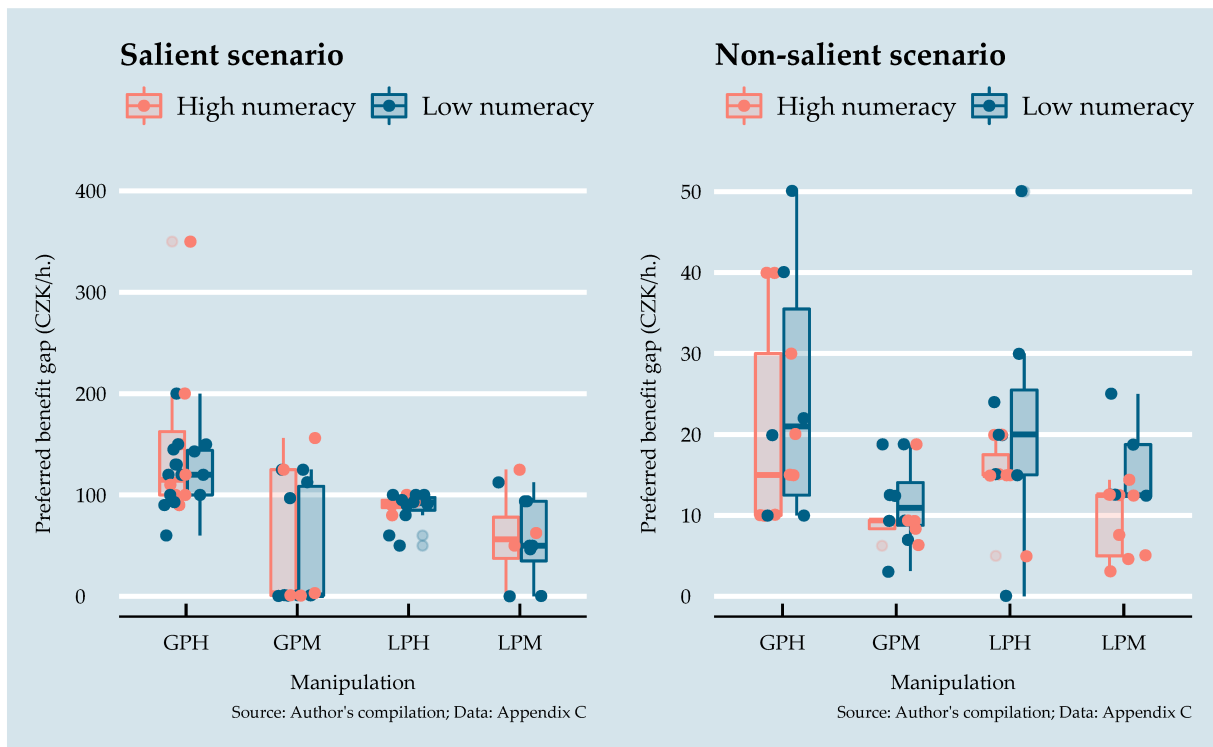 Salient scenario
High numeracy Low numeracy
Preferred benefit gap (CZK/h.)
400
300
200
100
0
GPH GPM LPH LPM
Manipulation
Source: Author's compilation; Data: Appendix C
Non-salient scenario
High numeracy Low numeracy
Preferred benefit gap (CZK/h.)
50
40
30
20
10
0
GPH GPM LPH LPM
Manipulation
Source: Author's compilation; Data: Appendix C